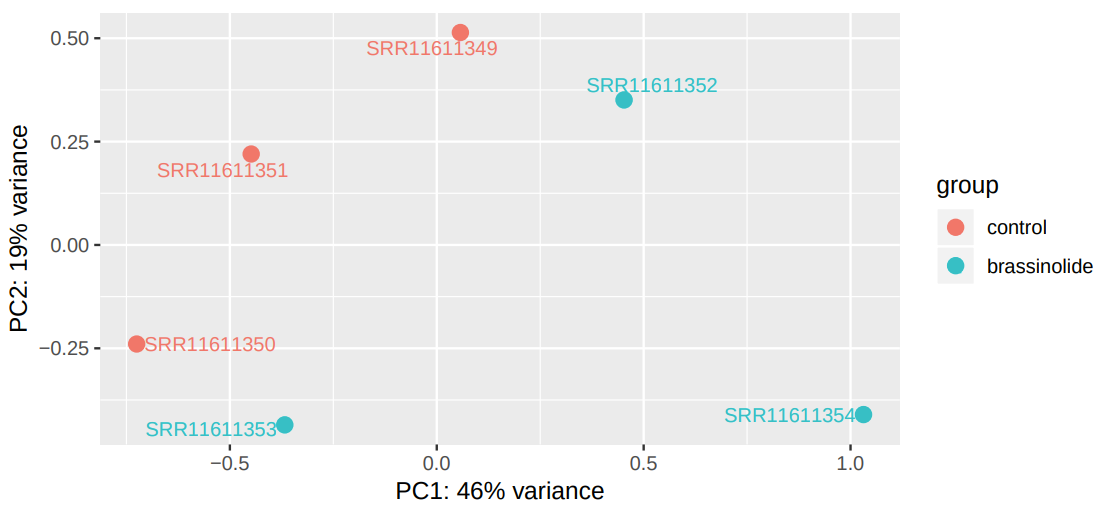 0.50
0.25
0.00
−0.25
PC2: 19% variance
SRR11611349
SRR11611352
SRR11611351
SRR11611350
SRR11611353
SRR11611354
−0.5 0.0 0.5 1.0
PC1: 46% variance
group
control
brassinolide